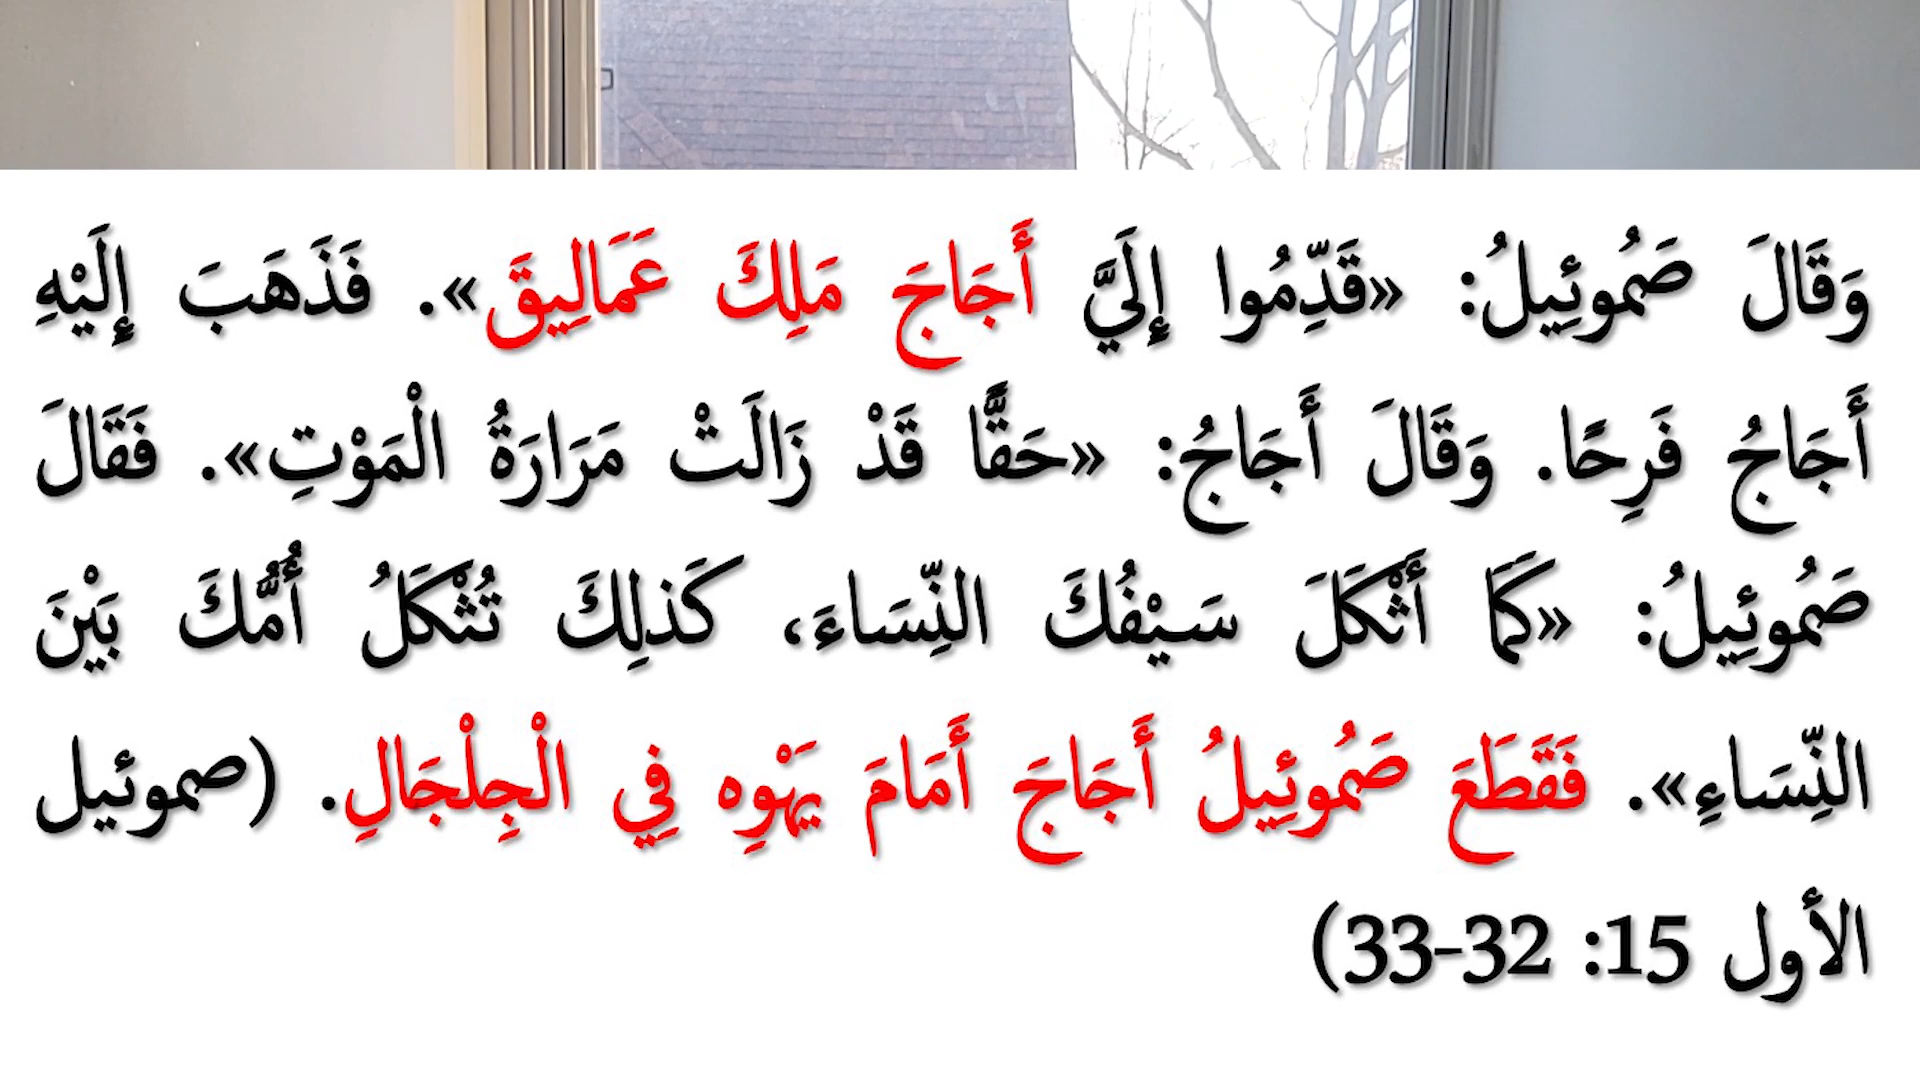 وَقَالَ صَمُوئِيلُ: «قَدِّمُوا إِلَيَّ أَجَاجَ مَلِكَ عَمَالِيقَ». فَذَهَبَ إِلَيْهِ
أَجَاجُ فَرِحًا. وَقَالَ أَجَاجُ: «حَقًّا قَدْ زَالَتْ مَرَارَةُ الْمَوْتِ». فَقَالَ
صَمُوئِيلُ: «كَمَا أَثْكَلَ سَيْفُكَ النِّسَاءَ، كَذلِكَ تُثْكَلُ أُمُّكَ بَيْنَ
النِّسَاءِ». فَقَطَعَ صَمُوئِيلُ أَجَاجَ أَمَامَ يَهْوِه فِي الْجِلْجَالِ. (صموئيل
الأول 15: 32-33)